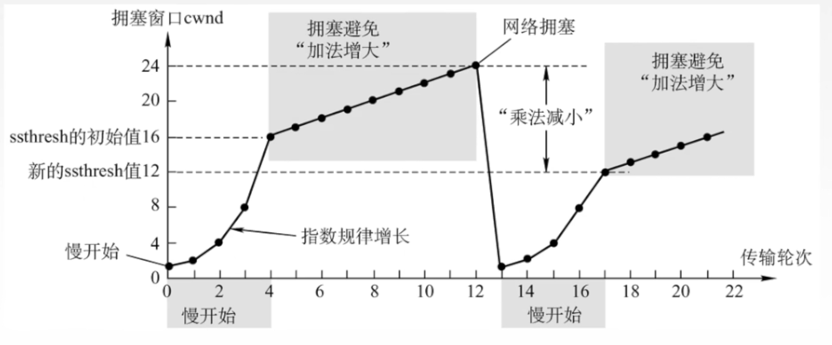 拥塞窗口cwnd
拥塞避免
“加法增大”
网络拥塞
拥塞避免
“加法增大”
24
20
“乘法减小”
ssthresh的初始值16
新的ssthresh值12
8
指数规律增长
4
慢开始
传输轮次
0
0 2 4 6 8 10 12 14 16 18 20 22
慢开始
慢开始